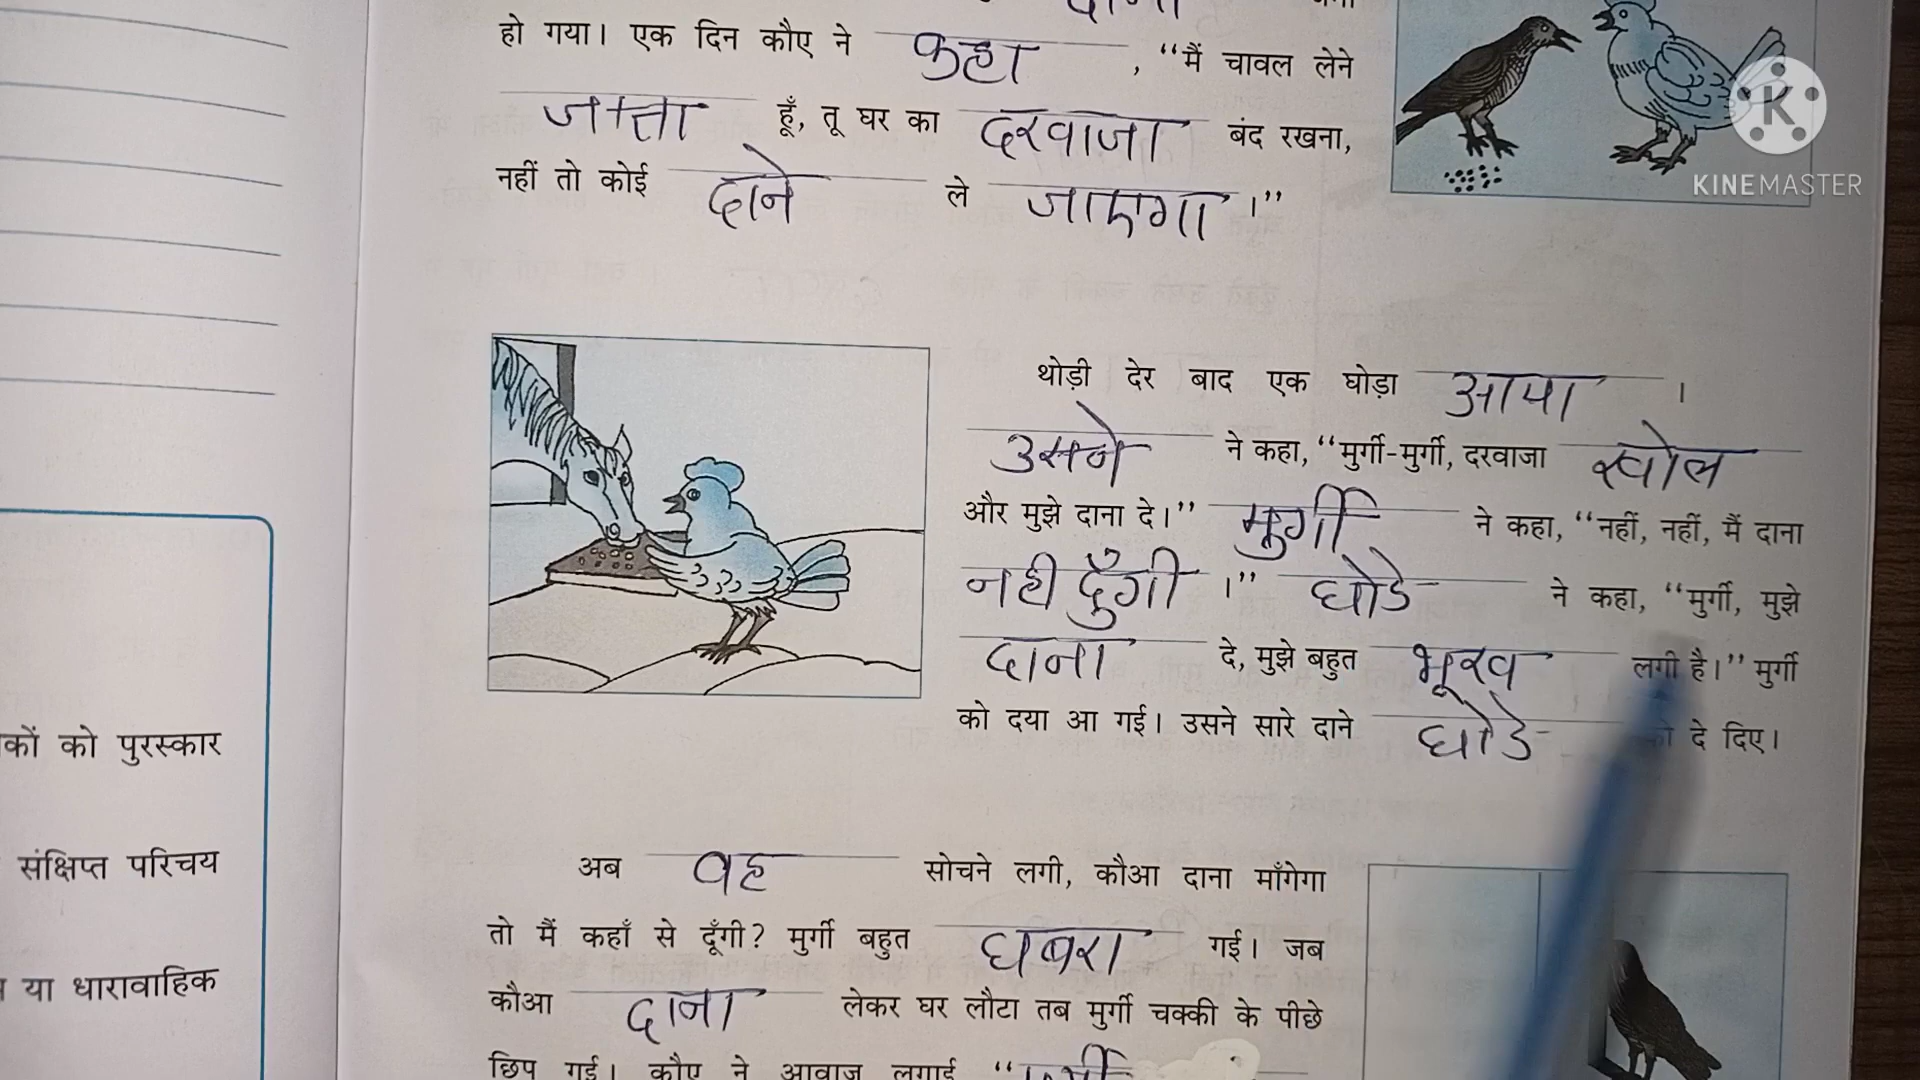 दाना
हो गया। एक दिन कौए ने कहा, “मैं चावल लेने
जाता हूँ, तू घर का दरवाजा बंद रखना,
नहीं तो कोई दाने ले जाएगा।”
KINEMASTER
थोड़ी देर बाद एक घोड़ा आया ।
उसने ने कहा, “मुर्गी-मुर्गी, दरवाजा खोल
और मुझे दाना दे।” मुर्गी ने कहा, “नहीं, नहीं, मैं दाना
नही दुँगी ।” घोडे ने कहा, “मुर्गी, मुझे
दाना दे, मुझे बहुत भूख लगी है।” मुर्गी
को दया आ गई। उसने सारे दाने घोडे को दे दिए।
अब वह सोचने लगी, कौआ दाना माँगेगा
तो मैं कहाँ से दूँगी? मुर्गी बहुत घबरा गई। जब
कौआ दाना लेकर घर लौटा तब मुर्गी चक्की के पीछे
छिप गई। कौए ने आवाज लगाई “
कों को पुरस्कार
संक्षिप्त परिचय
या धारावाहिक